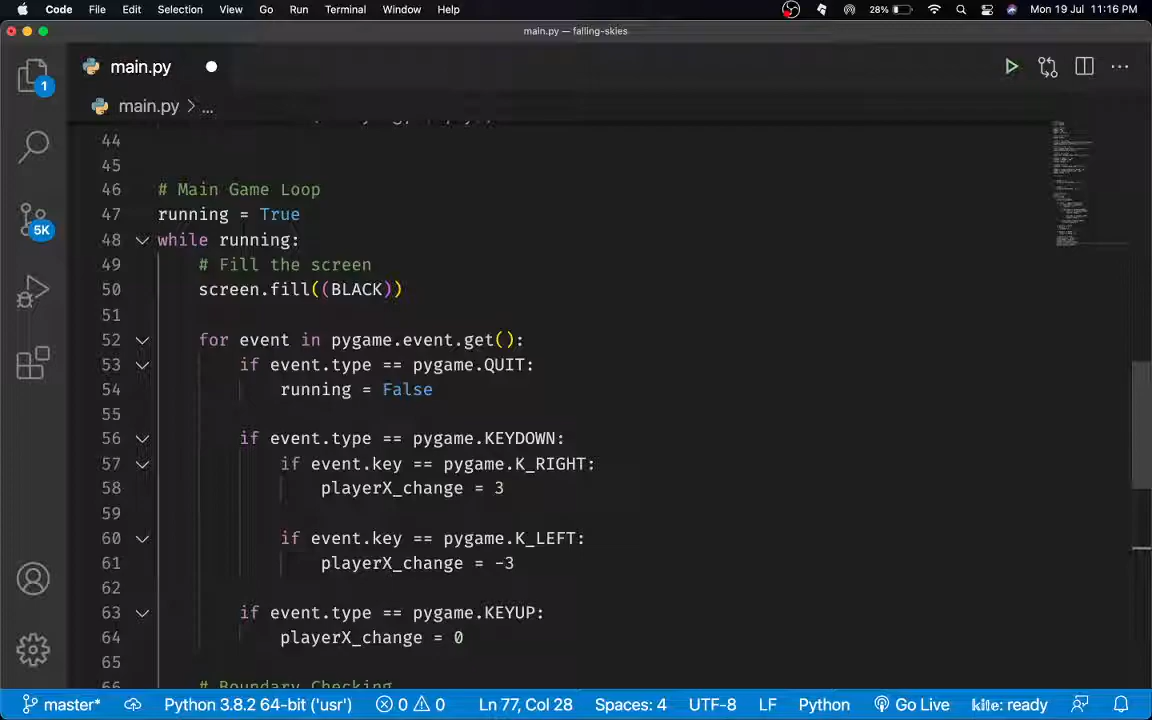 Code File Edit Selection View Go Run Terminal Window Help 28% Mon 19 Jul 11:16 PM
main.py — falling-skies
main.py
main.py > ...
1
5K
44
45
46 # Main Game Loop
47 running = True
48 while running:
49 # Fill the screen
50 screen.fill((BLACK))
51
52 for event in pygame.event.get():
53 if event.type == pygame.QUIT:
54 running = False
55
56 if event.type == pygame.KEYDOWN:
57 if event.key == pygame.K_RIGHT:
58 playerX_change = 3
59
60 if event.key == pygame.K_LEFT:
61 playerX_change = -3
62
63 if event.type == pygame.KEYUP:
64 playerX_change = 0
65
66 # Boundary Checking
master* Python 3.8.2 64-bit ('usr') 0 0 Ln 77, Col 28 Spaces: 4 UTF-8 LF Python Go Live kite: ready